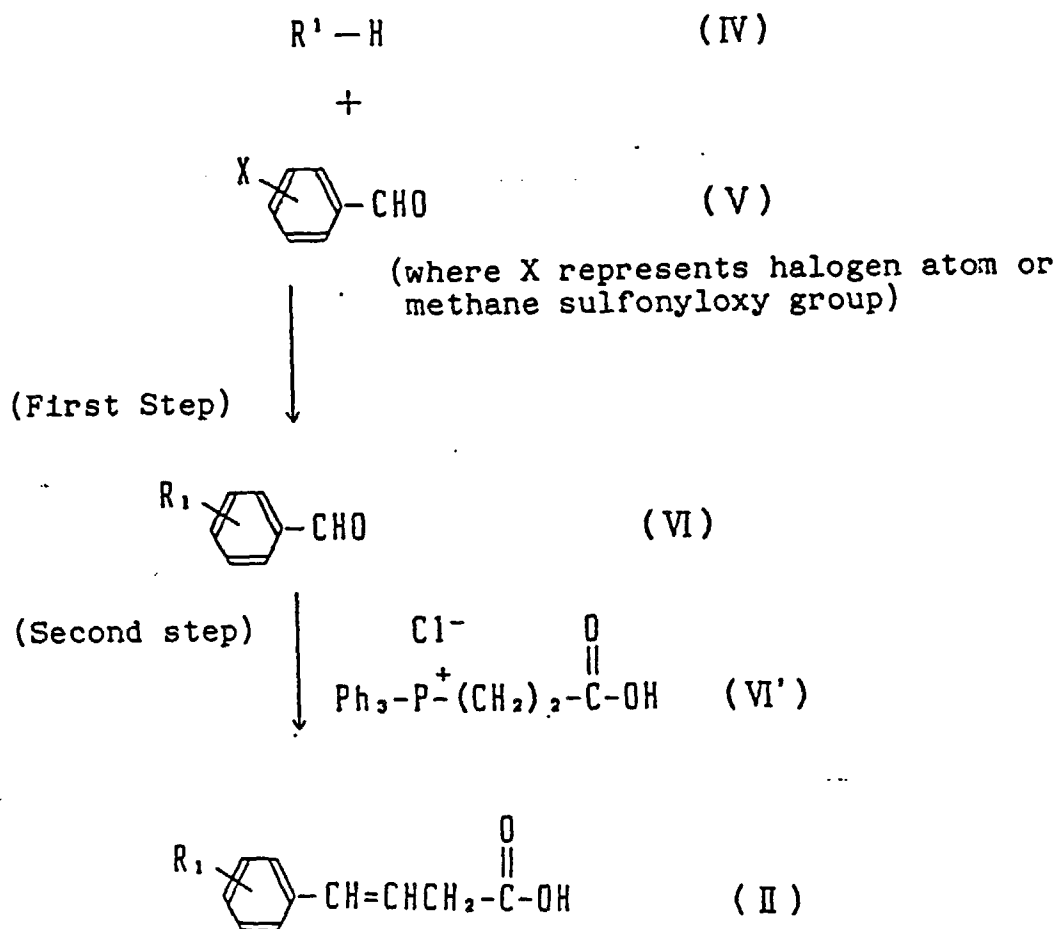 R¹－H (Ⅳ)
+
X -CHO (Ⅴ)
(where X represents halogen atom or
methane sulfonyloxy group)
(First Step)
R₁ -CHO (Ⅵ)
(Second step)
Cl⁻ O
Ph₃-P⁺-(CH₂)₂-C-OH (Ⅵ')
O
R₁ -CH=CHCH₂-C-OH (Ⅱ)